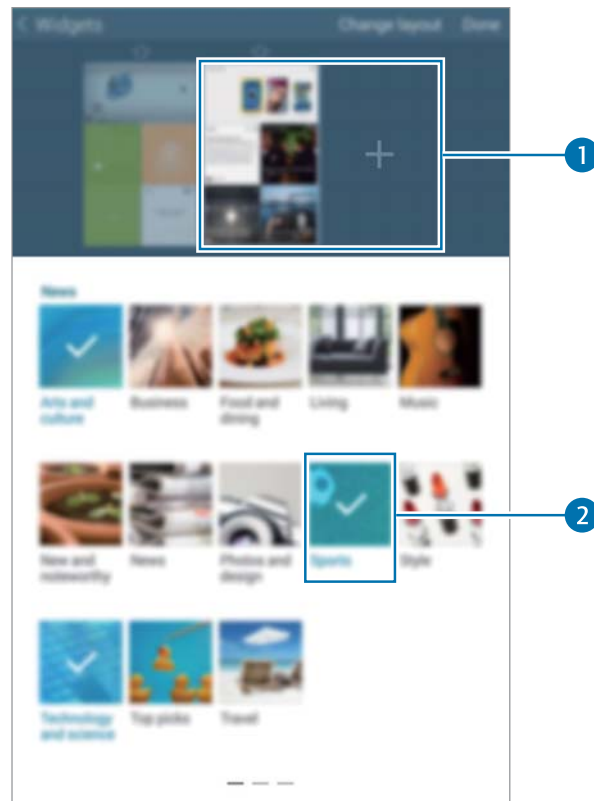 < Widgets Change layout Done
1
News
Arts and culture
Business
Food and dining
Living
Music
2
New and noteworthy
News
Photos and design
Sports
Style
Technology and science
Top picks
Travel